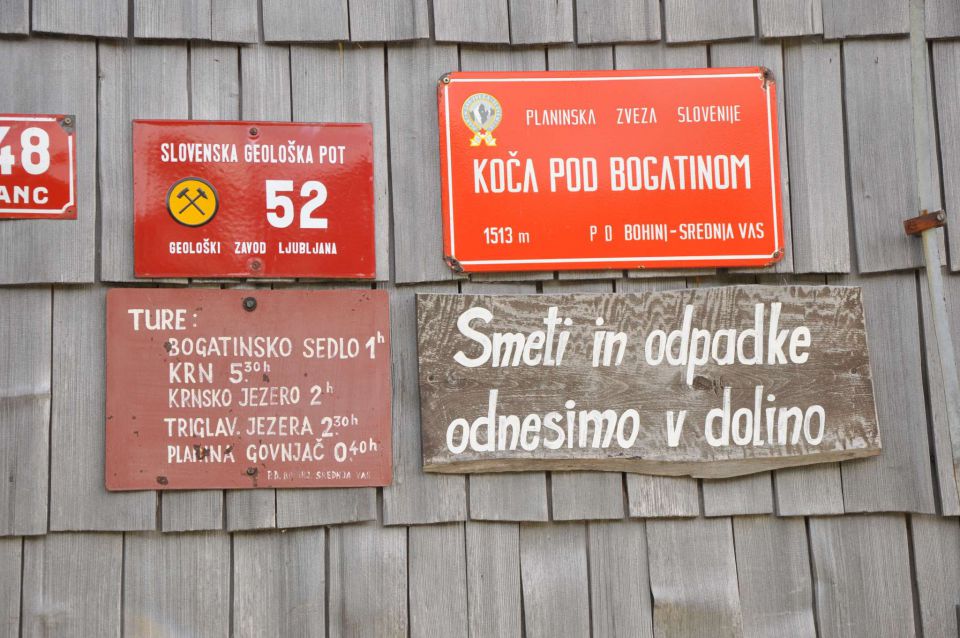 48
ANC
SLOVENSKA GEOLOŠKA POT
52
GEOLOŠKI ZAVOD LJUBLJANA
PLANINSKA ZVEZA SLOVENIJE
KOČA POD BOGATINOM
1513 m P D BOHINJ-SREDNJA VAS
TURE:
BOGATINSKO SEDLO 1h
KRN 5.30h
KRNSKO JEZERO 2h
TRIGLAV. JEZERA 2.30h
PLANINA GOVNJAČ 0.40h
P.D. BOHINJ. SREDNJA VAS
Smeti in odpadke
odnesimo v dolino